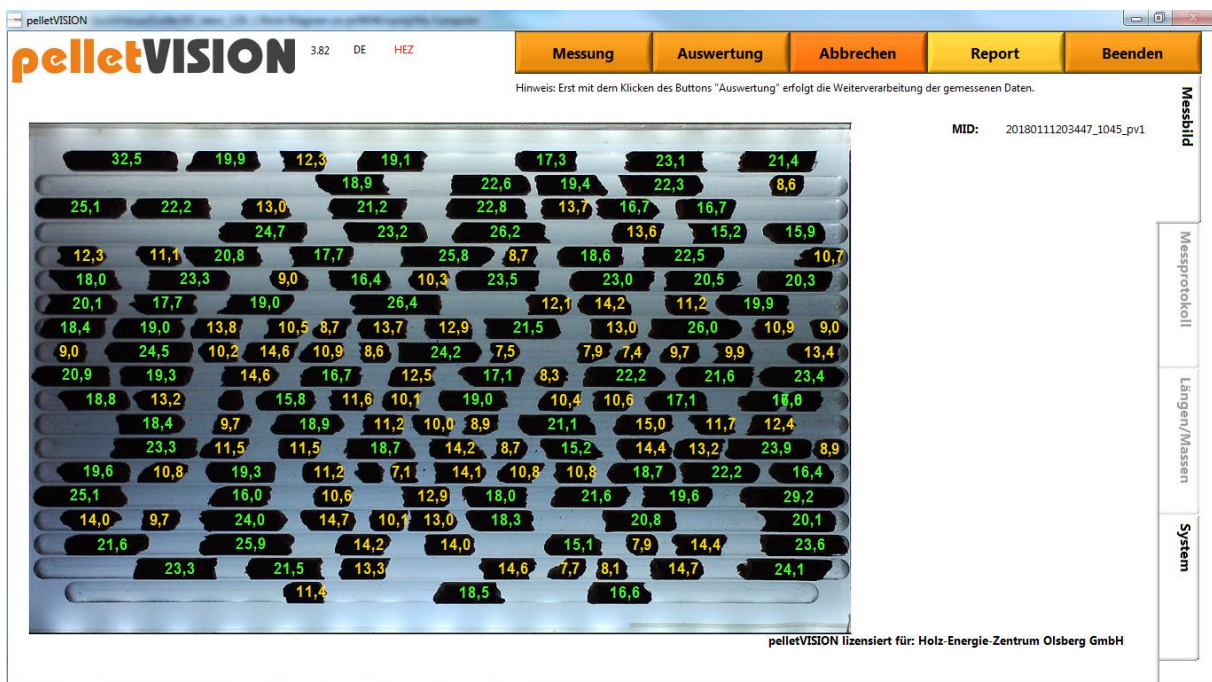 pelletVISION
pelletVISION 3.82 DE HEZ
Messung Auswertung Abbrechen Report Beenden
Hinweis: Erst mit dem Klicken des Buttons "Auswertung" erfolgt die Weiterverarbeitung der gemessenen Daten.
MID: 20180111203447_1045_pv1
Messbild
Messprotokoll
Längen/Massen
System
32,5 19,9 12,3 19,1 17,3 23,1 21,4
18,9 22,6 19,4 22,3 8,6
25,1 22,2 13,0 21,2 22,8 13,7 16,7 16,7
24,7 23,2 26,2 13,6 15,2 15,9
12,3 11,1 20,8 17,7 25,8 8,7 18,6 22,5 10,7
18,0 23,3 9,0 16,4 10,3 23,5 23,0 20,5 20,3
20,1 17,7 19,0 26,4 12,1 14,2 11,2 19,9
18,4 19,0 13,8 10,5 8,7 13,7 12,9 21,5 13,0 26,0 10,9 9,0
9,0 24,5 10,2 14,6 10,9 8,6 24,2 7,5 7,9 7,4 9,7 9,9 13,4
20,9 19,3 14,6 16,7 12,5 17,1 8,3 22,2 21,6 23,4
18,8 13,2 15,8 11,6 10,1 19,0 10,4 10,6 17,1
18,4 9,7 18,9 11,2 10,0 8,9 21,1 15,0 11,7 12,4
23,3 11,5 11,5 18,7 14,2 8,7 15,2 14,4 13,2 23,9 8,9
19,6 10,8 19,3 11,2 7,1 14,1 10,8 10,8 18,7 22,2 16,4
25,1 16,0 10,6 12,9 18,0 21,6 19,6 29,2
14,0 9,7 24,0 14,7 10,1 13,0 18,3 20,8 20,1
21,6 25,9 14,2 14,0 15,1 7,9 14,4 23,6
23,3 21,5 13,3 14,6 7,7 8,1 14,7 24,1
11,4 18,5 16,6
pelletVISION lizensiert für: Holz-Energie-Zentrum Olsberg GmbH